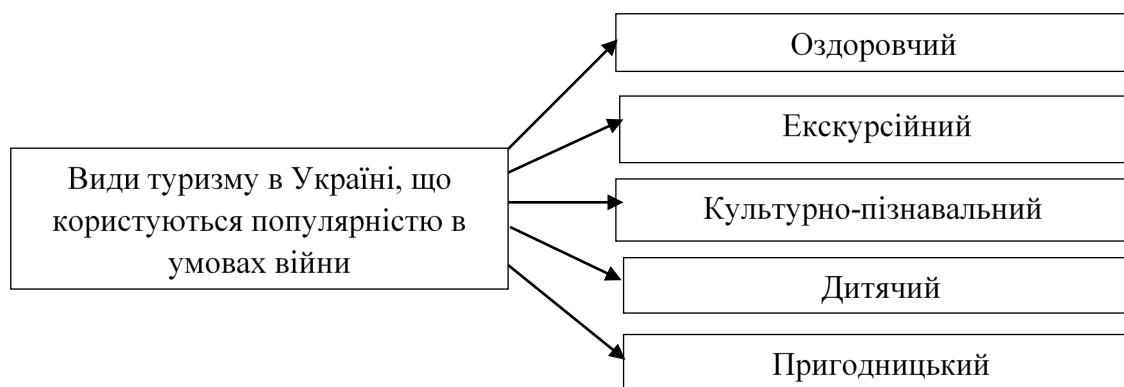 Види туризму в Україні, що
користуються популярністю в
умовах війни
Оздоровчий
Екскурсійний
Культурно-пізнавальний
Дитячий
Пригодницький